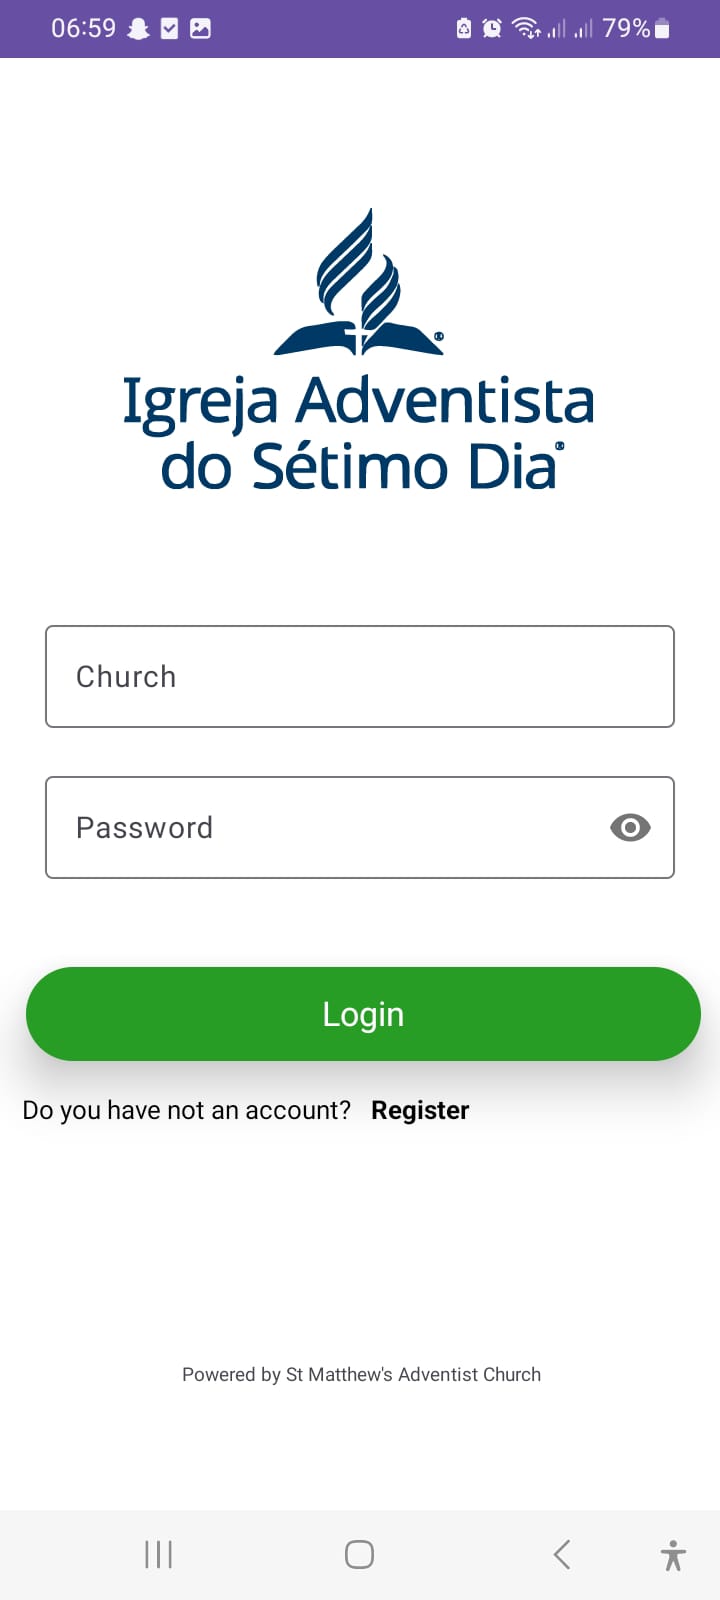 06:59
79%
Igreja Adventista
do Sétimo Dia
Church
Password
Login
Do you have not an account? Register
Powered by St Matthew's Adventist Church